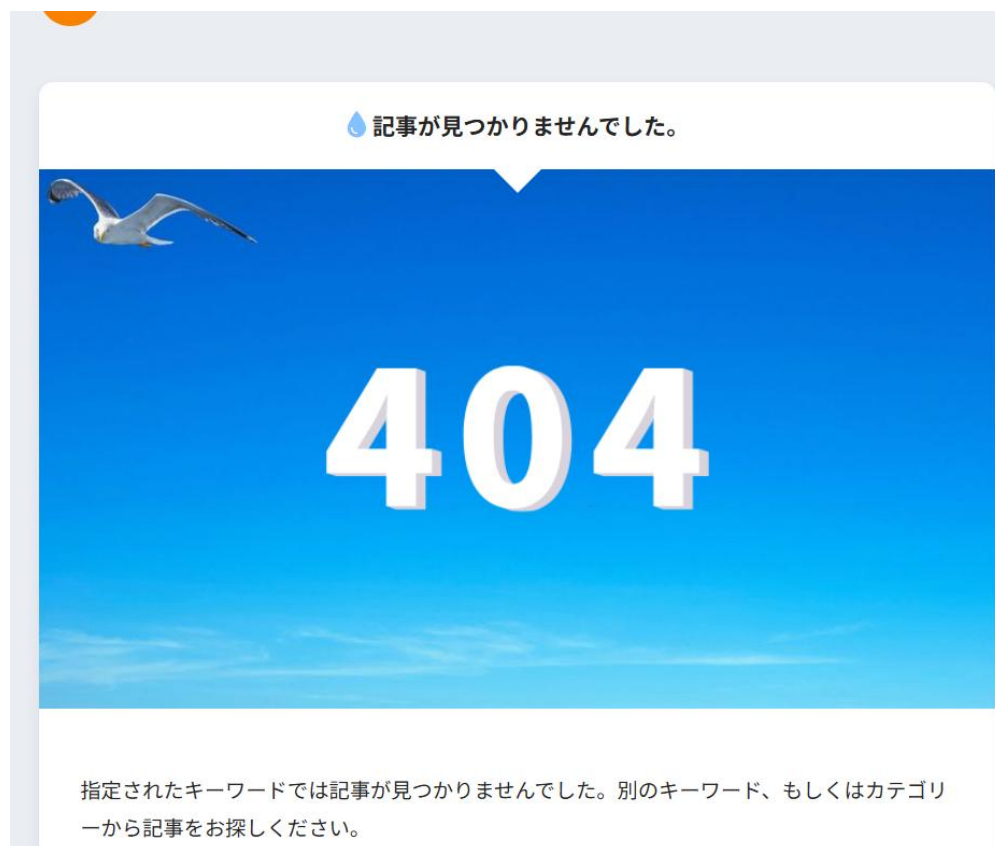 記事が見つかりませんでした。
404
指定されたキーワードでは記事が見つかりませんでした。別のキーワード、もしくはカテゴリ
ーから記事をお探しください。